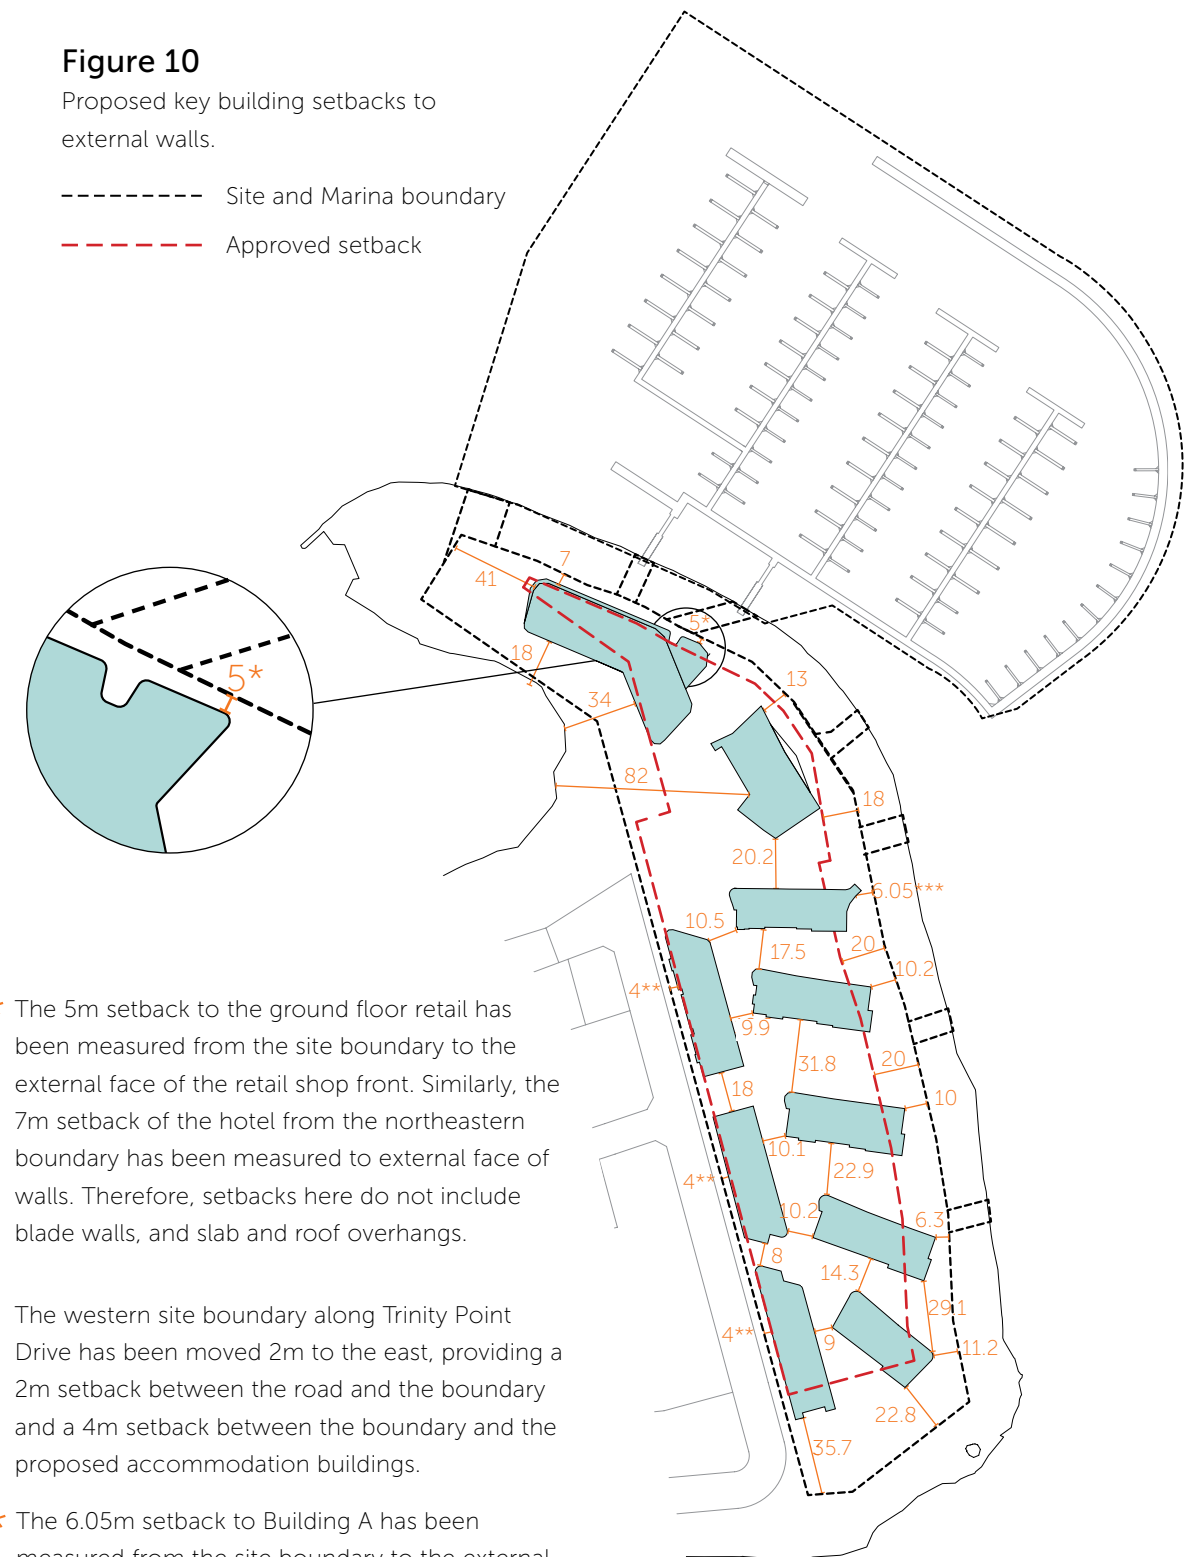 Figure 10
Proposed key building setbacks to
external walls.
Site and Marina boundary
Approved setback
41
7
5*
18
34
13
5*
82
18
20.2
6.05***
10.5
17.5
20
10.2
4**
9.9
31.8
20
18
10
10.1
22.9
4**
10.2
6.3
8
14.3
29.1
4**
9
11.2
22.8
35.7
* The 5m setback to the ground floor retail has
been measured from the site boundary to the
external face of the retail shop front. Similarly, the
7m setback of the hotel from the northeastern
boundary has been measured to external face of
walls. Therefore, setbacks here do not include
blade walls, and slab and roof overhangs.
The western site boundary along Trinity Point
Drive has been moved 2m to the east, providing a
2m setback between the road and the boundary
and a 4m setback between the boundary and the
proposed accommodation buildings.
* The 6.05m setback to Building A has been
measured from the site boundary to the external